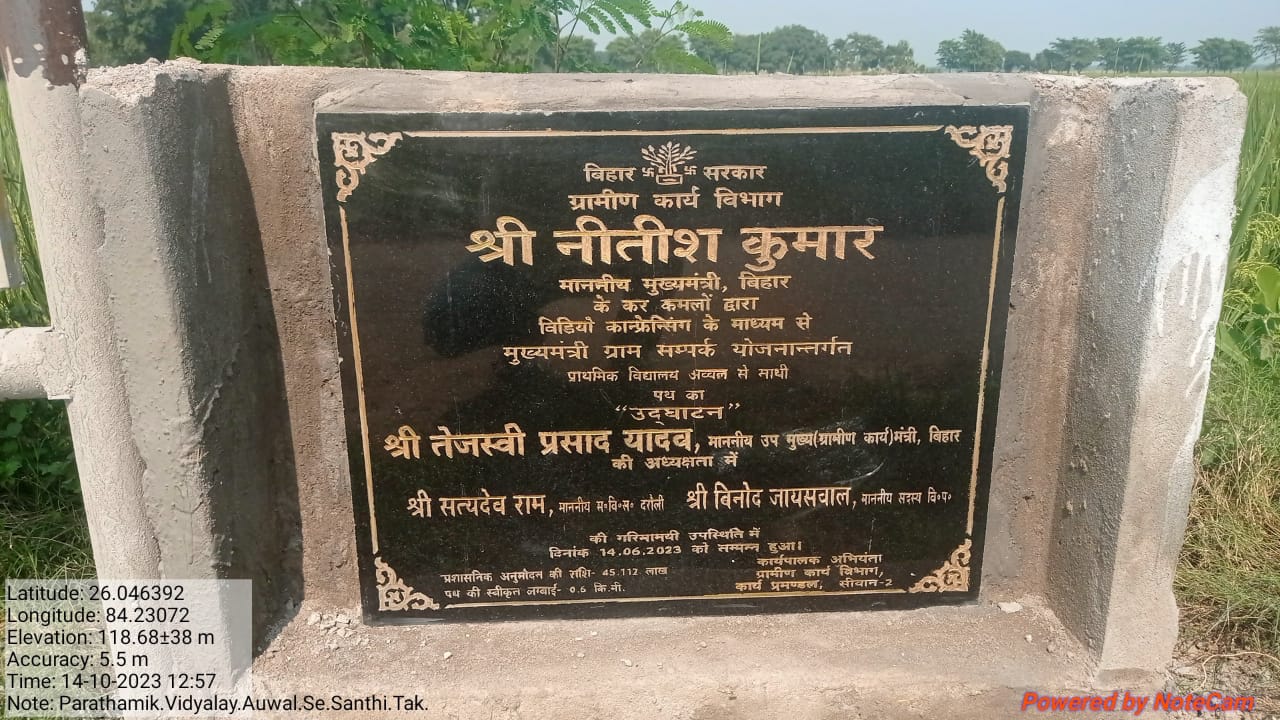 बिहार 卐 卐 सरकार
ग्रामीण कार्य विभाग
श्री नीतीश कुमार
माननीय मुख्यमंत्री, बिहार
के कर कमलों द्वारा
विडियो कान्फ्रेन्सिंग के माध्यम से
मुख्यमंत्री ग्राम सम्पर्क योजनान्तर्गत
प्राथमिक विद्यालय अव्वल से साथी
पथ का
“उद्घाटन”
श्री तेजस्वी प्रसाद यादव, माननीय उप मुख्य(ग्रामीण कार्य)मंत्री, बिहार
की अध्यक्षता में
श्री सत्यदेव राम, माननीय स॰वि॰स॰ दरौली श्री बिनोद जायसवाल, माननीय सदस्य वि॰प॰
की गरिमामयी उपस्थिति में
दिनांक 14.06.2023 को सम्पन्न हुआ।
प्रशासनिक अनुमोदन की राशि- 45.112 लाख
पथ की स्वीकृत लम्बाई- 0.6 कि.मी.
कार्यपालक अभियंता
ग्रामीण कार्य विभाग,
कार्य प्रमण्डल, सीवान-2
Latitude: 26.046392
Longitude: 84.23072
Elevation: 118.68±38 m
Accuracy: 5.5 m
Time: 14-10-2023 12:57
Note: Parathamik.Vidyalay.Auwal.Se.Santhi.Tak.
Powered by NoteCam